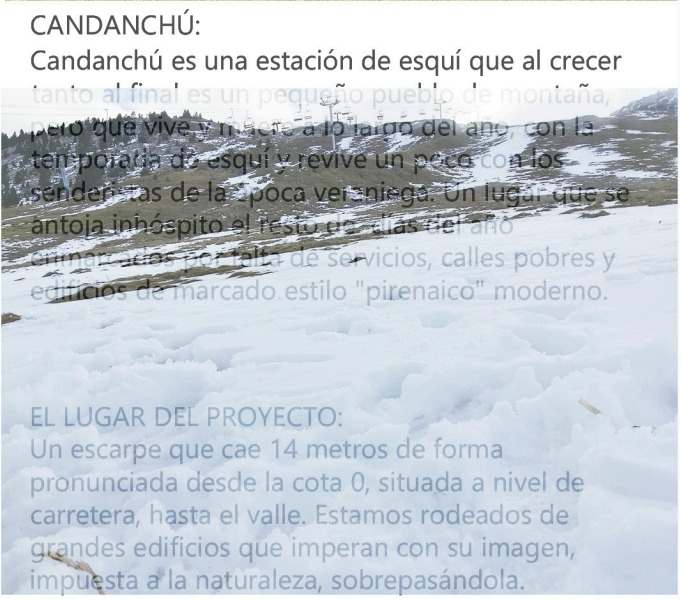 CANDANCHÚ:
Candanchú es una estación de esquí que al crecer
tanto al final es un pequeño pueblo de montaña,
pero que vive y muere a lo largo del año, con la
temporada de esquí y revive un poco con los
senderistas de la época veraniega. Un lugar que se
antoja inhóspito el resto de días del año
enmarcados por falta de servicios, calles pobres y
edificios de marcado estilo "pirenaico" moderno.
EL LUGAR DEL PROYECTO:
Un escarpe que cae 14 metros de forma
pronunciada desde la cota 0, situada a nivel de
carretera, hasta el valle. Estamos rodeados de
grandes edificios que imperan con su imagen,
impuesta a la naturaleza, sobrepasándola.